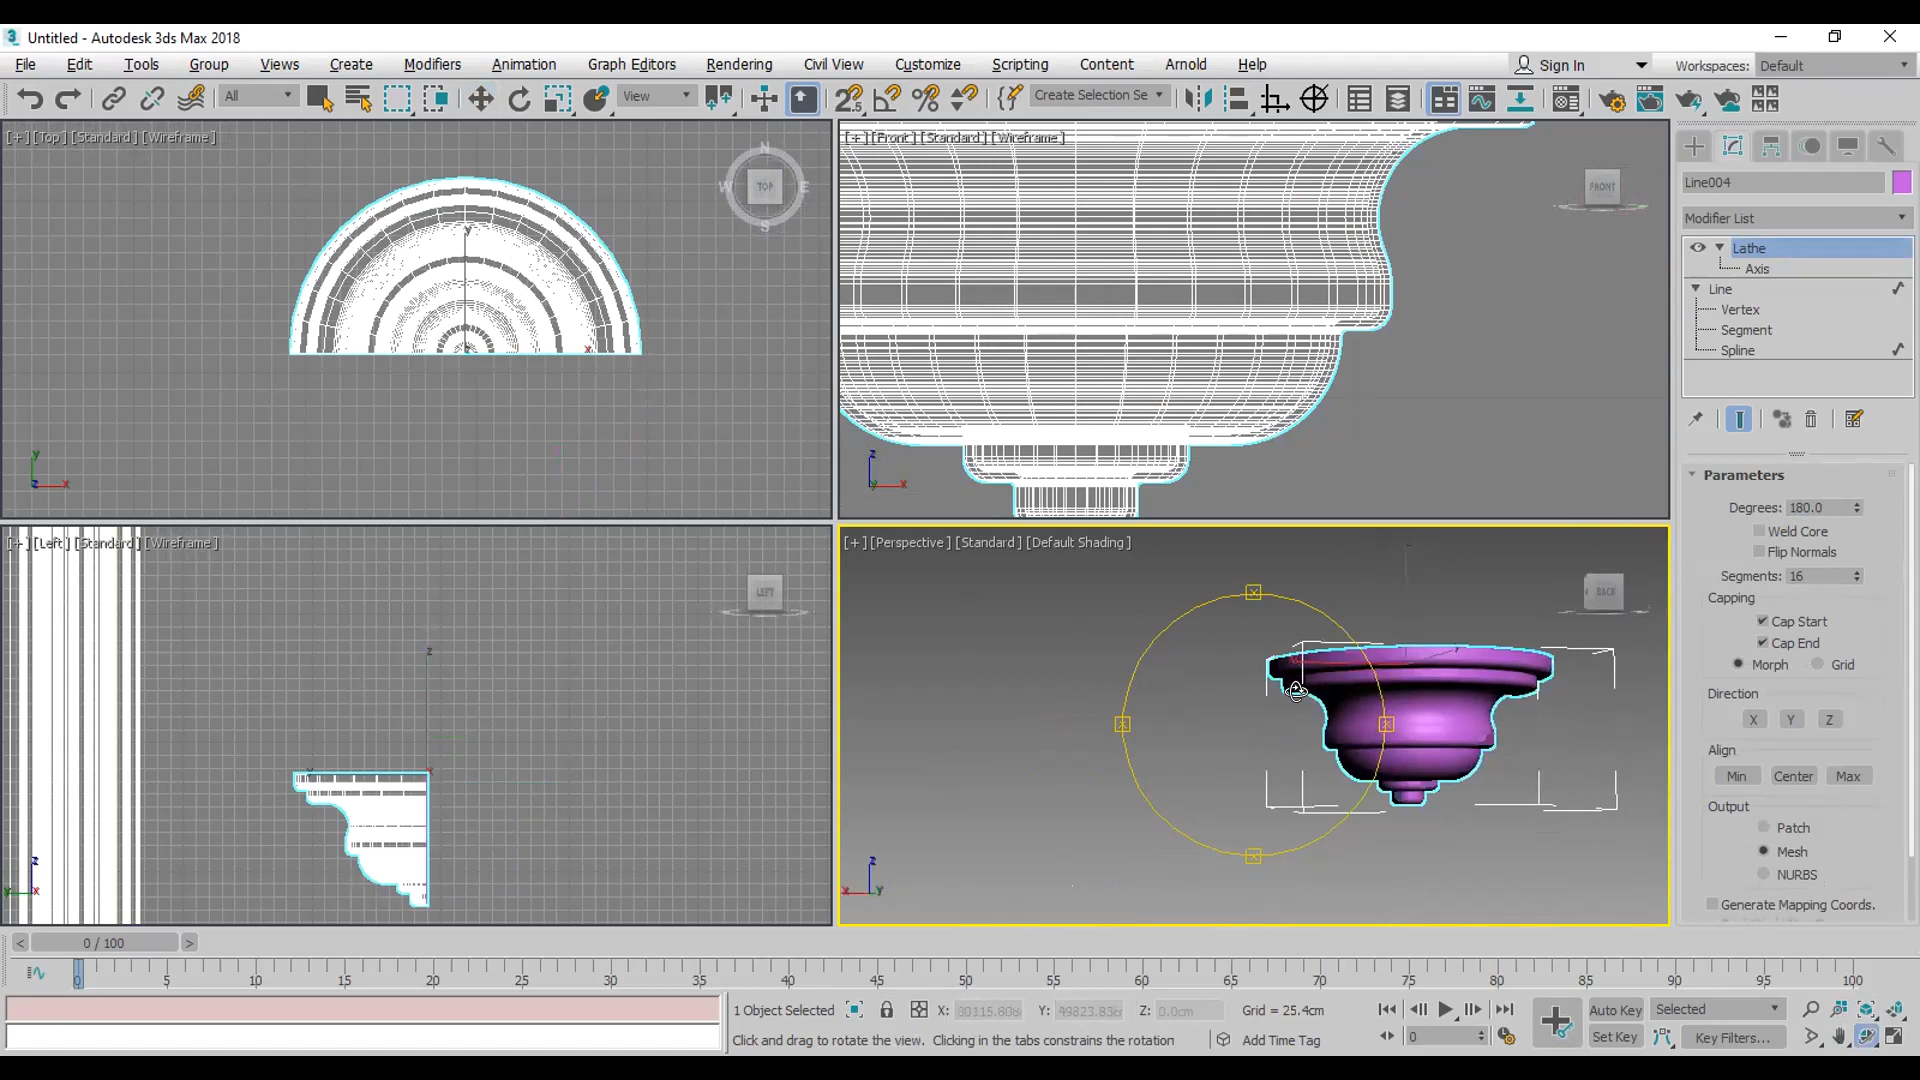 Untitled - Autodesk 3ds Max 2018
File Edit Tools Group Views Create Modifiers Animation Graph Editors Rendering Civil View Customize Scripting Content Arnold Help Sign In Workspaces: Default
All View Create Selection Se
[+][Top][Standard][Wireframe]
N
W TOP E
S
y
x
z
y
z x
[+][Front][Standard][Wireframe]
FRONT
z
y x
[+][Left][Standard][Wireframe]
LEFT
z
y x
z
y x
[+][Perspective][Standard][Default Shading]
BACK
z
x y
Line004
Modifier List
Lathe
Axis
Line
Vertex
Segment
Spline
Parameters
Degrees: 180.0
Weld Core
Flip Normals
Segments: 16
Capping
Cap Start
Cap End
Morph Grid
Direction
X Y Z
Align
Min Center Max
Output
Patch
Mesh
NURBS
Generate Mapping Coords.
< 0 / 100 >
0 5 10 15 20 25 30 35 40 45 50 55 60 65 70 75 80 85 90 95 100
1 Object Selected X: Y: Z: 0.0cm Grid = 25.4cm Auto Key Selected
Click and drag to rotate the view. Clicking in the tabs constrains the rotation Add Time Tag 0 Set Key Key Filters...